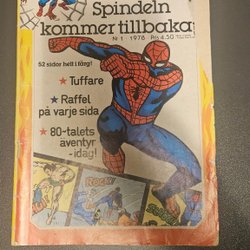 Spindeln
kommer tillbaka
Nr 1 1978 Pris 4.50
52 sidor helt i färg!
★ Tuffare
★ Raffel
på varje sida
★ 80-talets
äventyr
-idag!